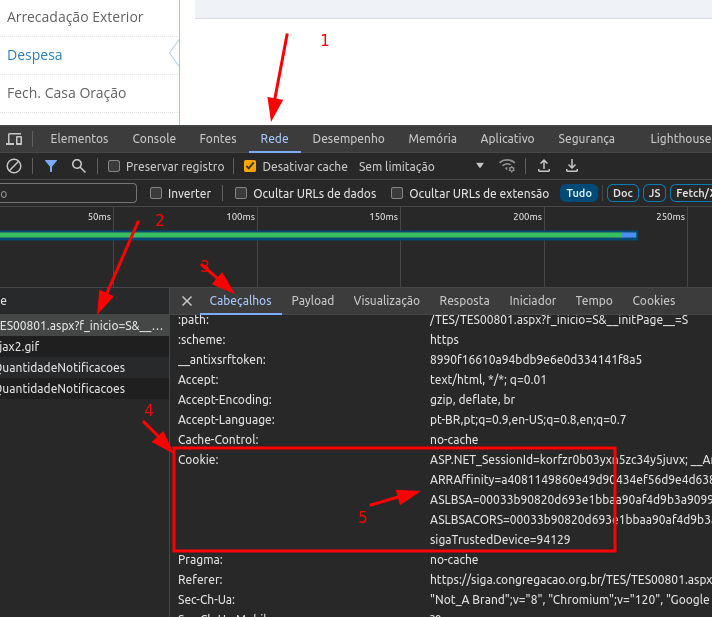 Arrecadação Exterior
Despesa
Fech. Casa Oração
1
Elementos Console Fontes Rede Desempenho Memória Aplicativo Segurança Lighthouse
Preservar registro Desativar cache Sem limitação
o Inverter Ocultar URLs de dados Ocultar URLs de extensão Tudo Doc JS Fetch/X
50ms 100ms 150ms 200ms 250ms
2
3
e Cabeçalhos Payload Visualização Resposta Iniciador Tempo Cookies
:path: /TES/TES00801.aspx?f_inicio=S&__initPage__=S
TES00801.aspx?f_inicio=S&__...
:scheme: https
jax2.gif
__antixsrftoken: 8990f16610a94bdb9e6e0d334141f8a5
QuantidadeNotificacoes
Accept: text/html, */*; q=0.01
QuantidadeNotificacoes
Accept-Encoding: gzip, deflate, br
4
Accept-Language: pt-BR,pt;q=0.9,en-US;q=0.8,en;q=0.7
Cache-Control: no-cache
Cookie: ASP.NET_SessionId=korfzr0b03yxn5zc34y5juvx; __A
ARRAffinity=a4081149860e49d90434ef56d9e4d638
ASLBSA=00033b90820d693e1bbaa90af4d9b3a9099
5
ASLBSACORS=00033b90820d693e1bbaa90af4d9b3a
sigaTrustedDevice=94129
Pragma: no-cache
Referer: https://siga.congregacao.org.br/TES/TES00801.aspx
Sec-Ch-Ua: "Not_A Brand";v="8", "Chromium";v="120", "Google